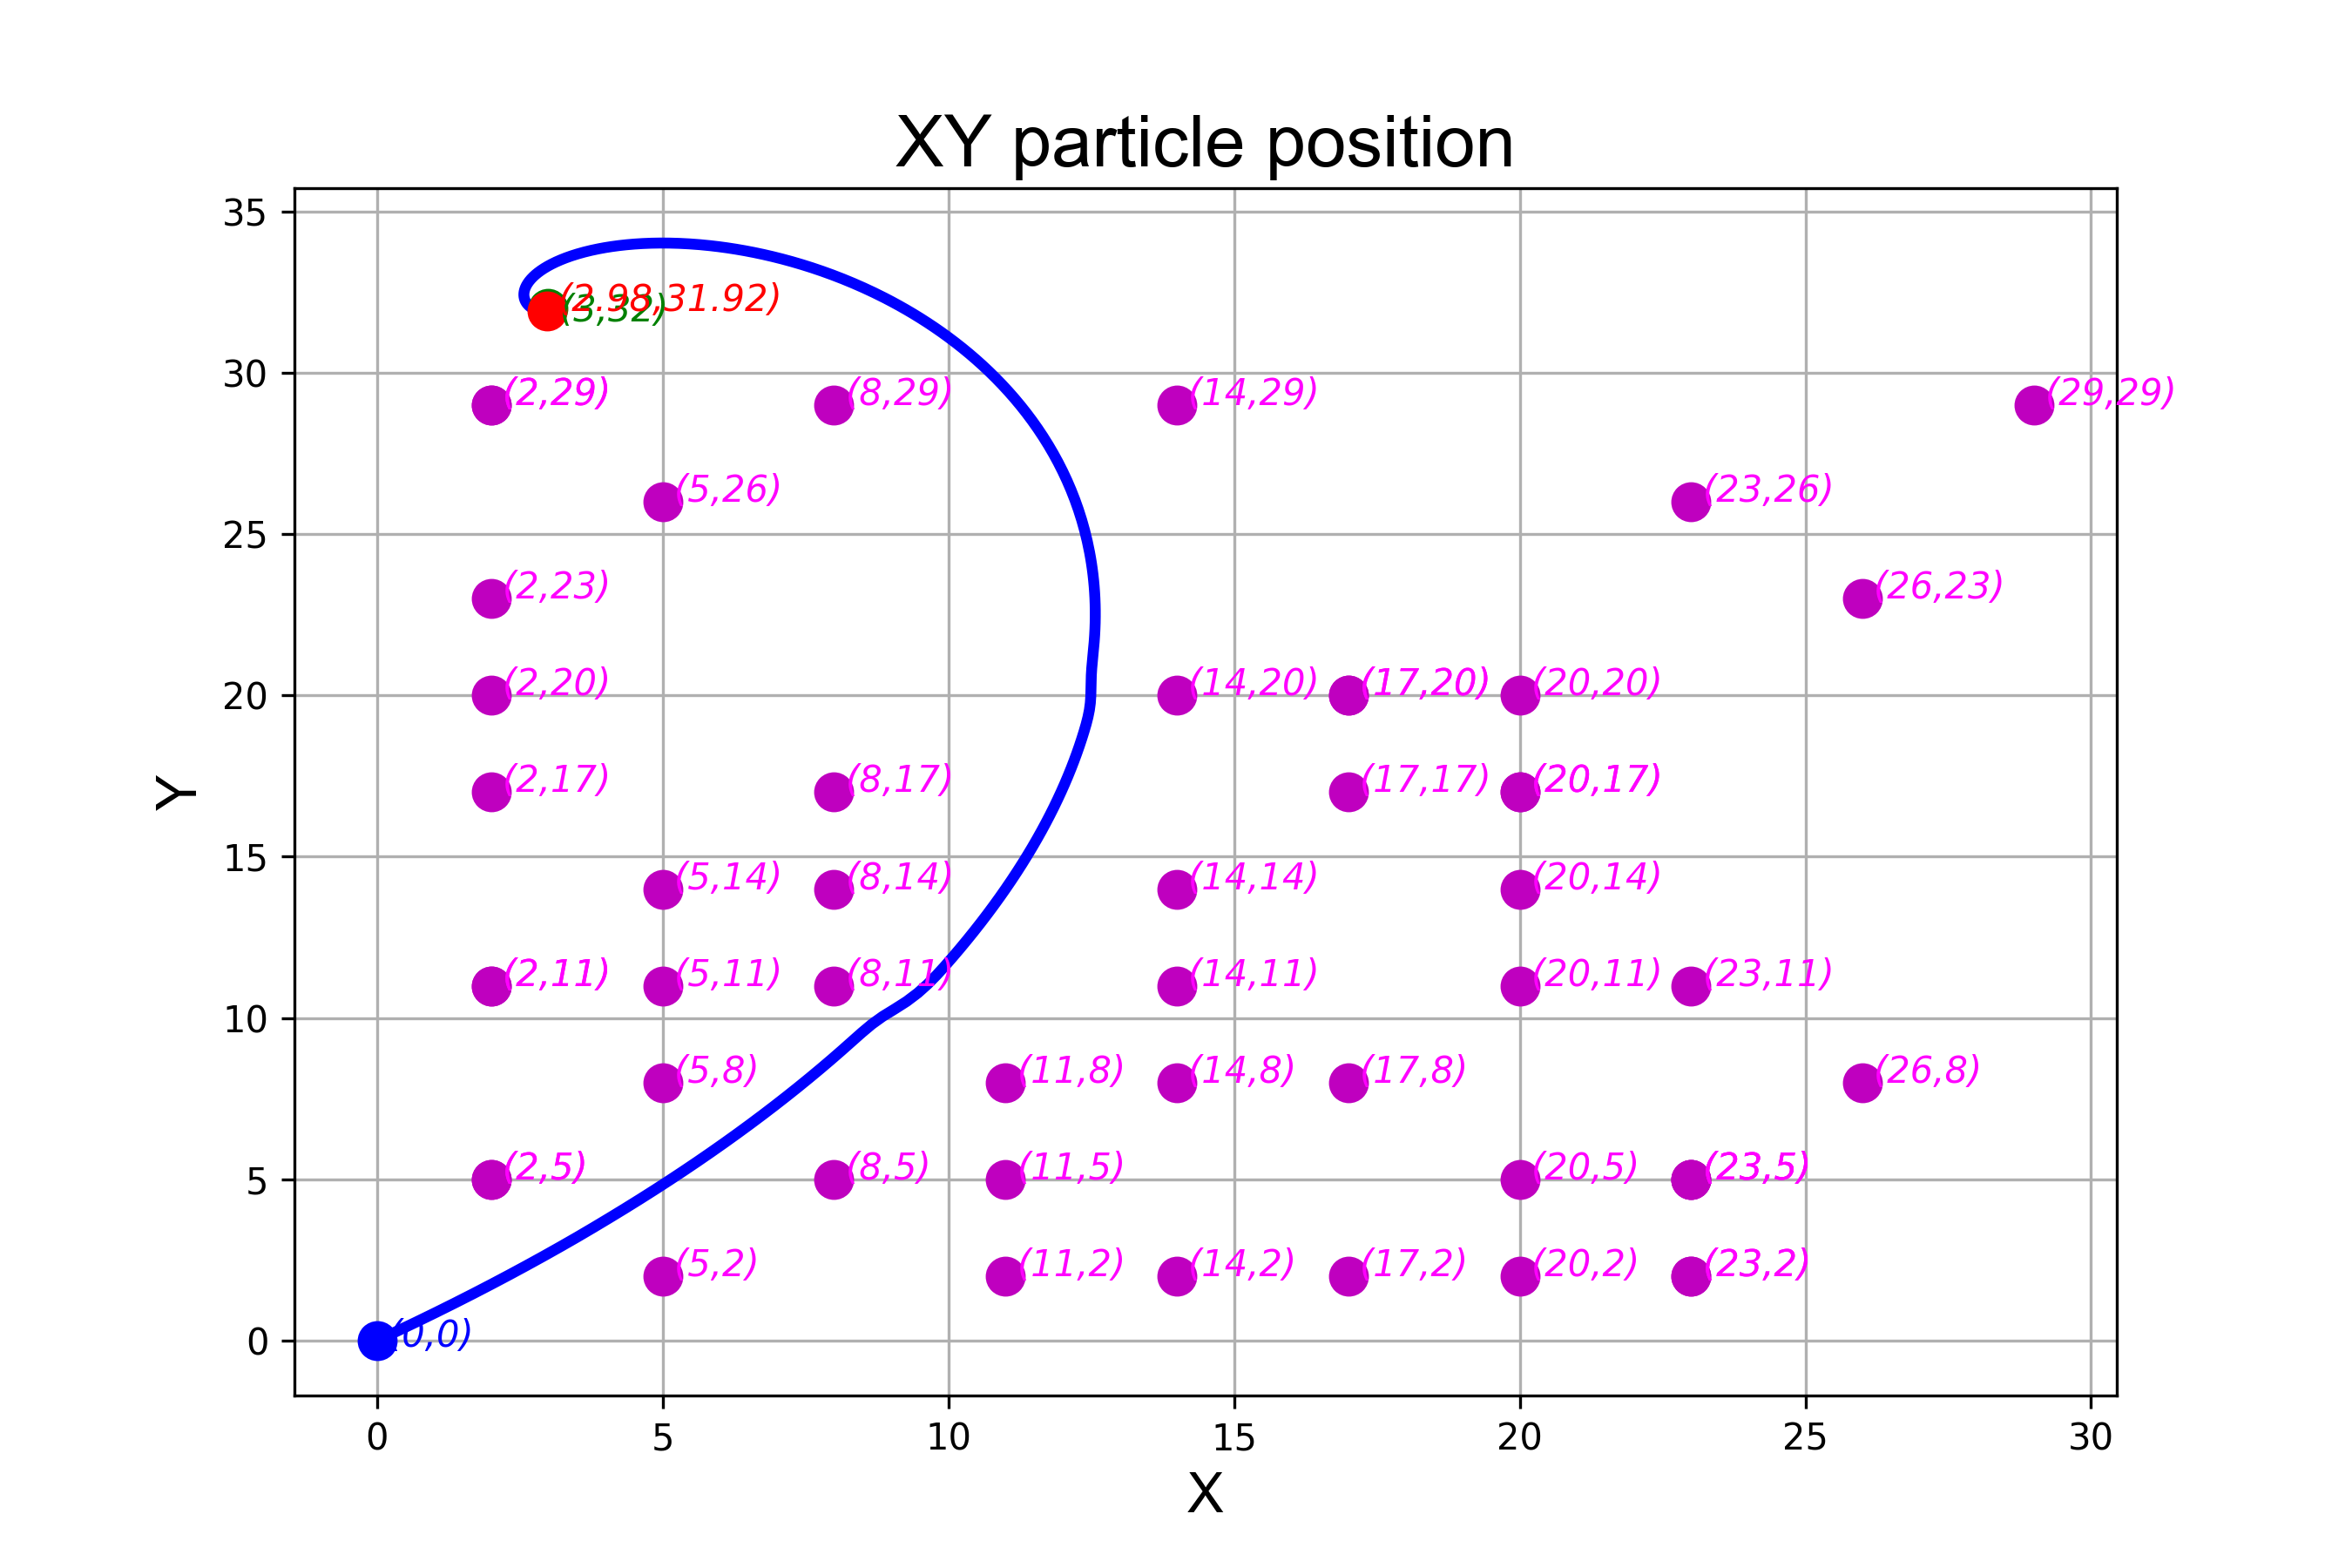 XY particle position
35
(2.98,31.92)
(3,32)
30
(2,29) (8,29) (14,29) (29,29)
(5,26) (23,26)
25
(2,23) (26,23)
20
(2,20) (14,20) (17,20) (20,20)
(2,17) (8,17) (17,17) (20,17)
Y
15
(5,14) (8,14) (14,14) (20,14)
(2,11) (5,11) (8,11) (14,11) (20,11) (23,11)
10
(5,8) (11,8) (14,8) (17,8) (26,8)
5
(2,5) (8,5) (11,5) (20,5) (23,5)
(5,2) (11,2) (14,2) (17,2) (20,2) (23,2)
0
(0,0)
0 5 10 15 20 25 30
X